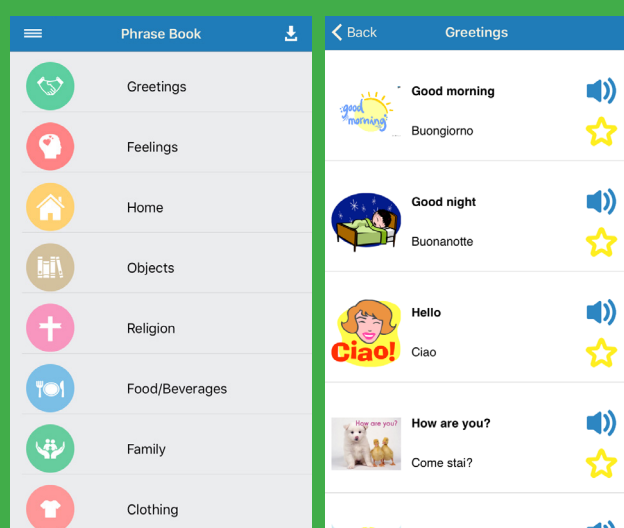 Phrase Book
Greetings
Feelings
Home
Objects
Religion
Food/Beverages
Family
Clothing
Back
Greetings
good
morning
Good morning
Buongiorno
Good night
Buonanotte
Ciao!
Hello
Ciao
How are you?
How are you?
Come stai?